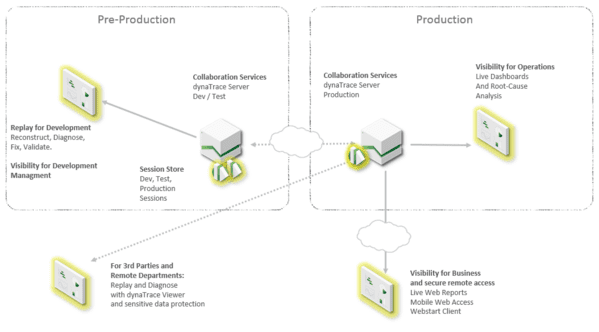 Pre-Production
Production
Collaboration Services
dynaTrace Server
Dev / Test
Collaboration Services
dynaTrace Server
Production
Visibility for Operations
Live Dashboards
And Root-Cause
Analysis
Replay for Development
Reconstruct, Diagnose,
Fix, Validate.
Visibility for Development
Managment
Session Store
Dev, Test,
Production
Sessions
For 3rd Parties and
Remote Departments:
Replay and Diagnose
with dynaTrace Viewer
and sensitive data protection
Visibility for Business
and secure remote access
Live Web Reports
Mobile Web Access
Webstart Client